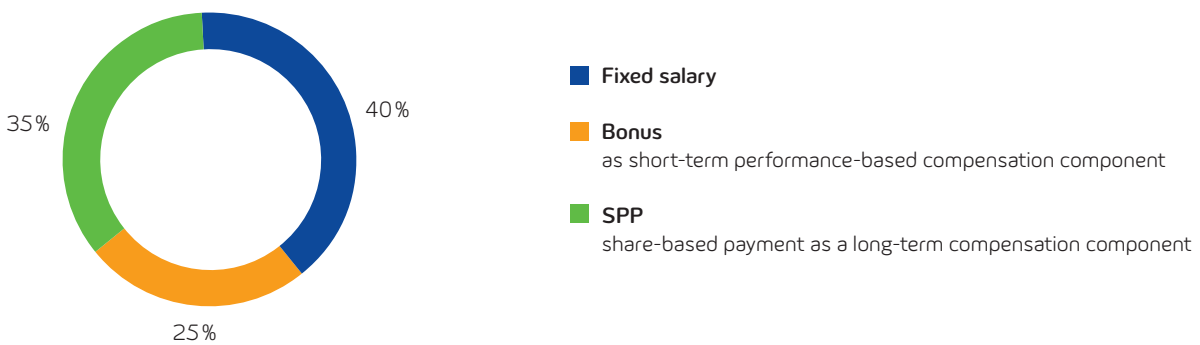 35 %
40 %
25 %
Fixed salary
Bonus
as short-term performance-based compensation component
SPP
share-based payment as a long-term compensation component